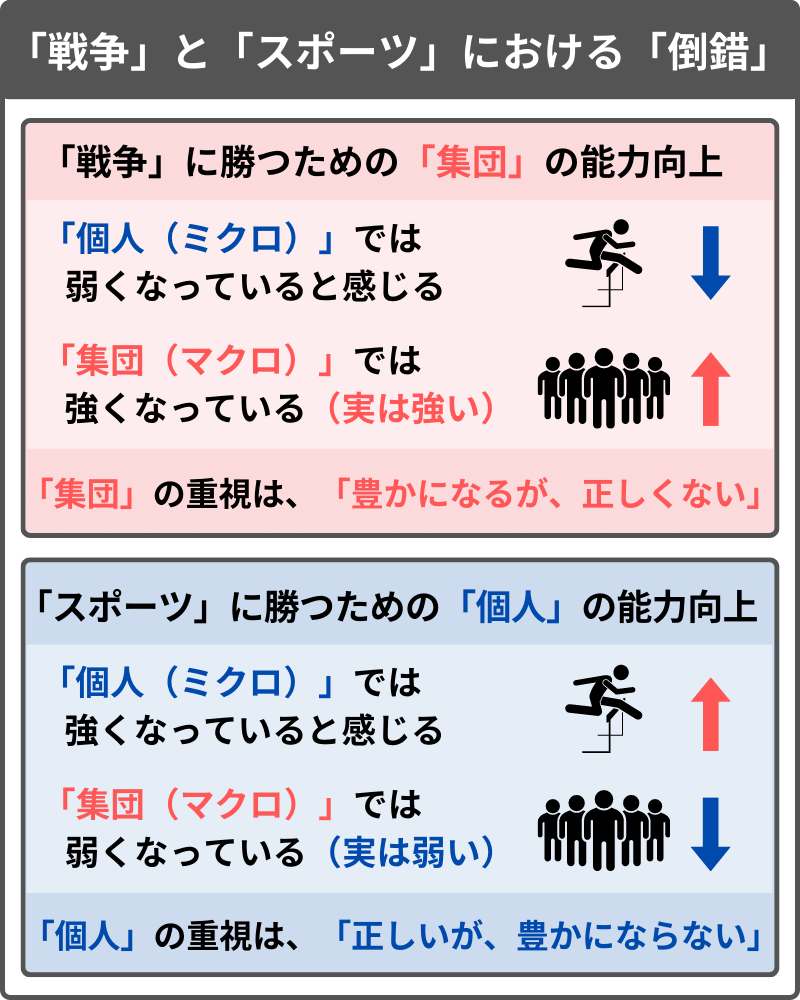 「戦争」と「スポーツ」における「倒錯」
「戦争」に勝つための「集団」の能力向上
「個人（ミクロ）」では
弱くなっていると感じる
「集団（マクロ）」では
強くなっている（実は強い）
「集団」の重視は、「豊かになるが、正しくない」
「スポーツ」に勝つための「個人」の能力向上
「個人（ミクロ）」では
強くなっていると感じる
「集団（マクロ）」では
弱くなっている（実は弱い）
「個人」の重視は、「正しいが、豊かにならない」